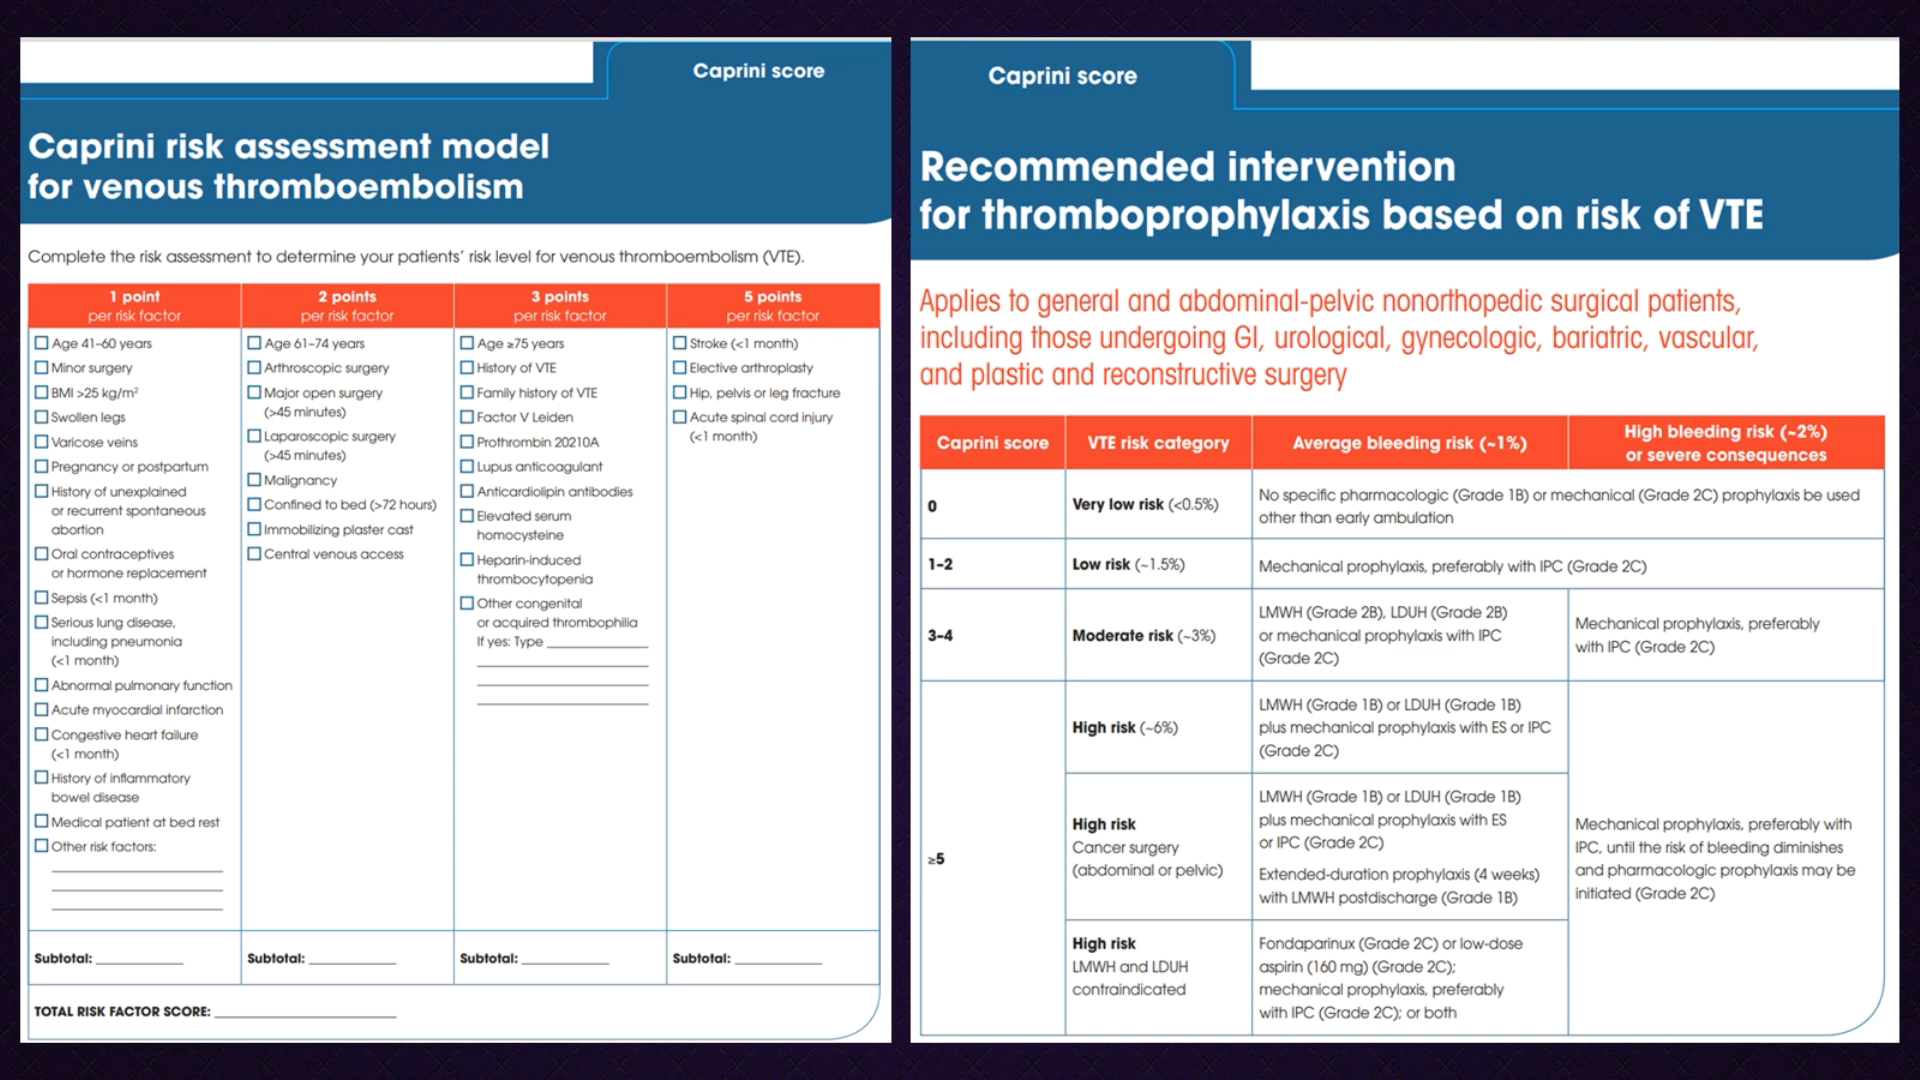 Caprini score
Caprini risk assessment model
for venous thromboembolism
Complete the risk assessment to determine your patients' risk level for venous thromboembolism (VTE).
1 point
per risk factor
Age 41–60 years
Minor surgery
BMI >25 kg/m²
Swollen legs
Varicose veins
Pregnancy or postpartum
History of unexplained
or recurrent spontaneous
abortion
Oral contraceptives
or hormone replacement
Sepsis (<1 month)
Serious lung disease,
including pneumonia
(<1 month)
Abnormal pulmonary function
Acute myocardial infarction
Congestive heart failure
(<1 month)
History of inflammatory
bowel disease
Medical patient at bed rest
Other risk factors:
Subtotal:
2 points
per risk factor
Age 61–74 years
Arthroscopic surgery
Major open surgery
(>45 minutes)
Laparoscopic surgery
(>45 minutes)
Malignancy
Confined to bed (>72 hours)
Immobilizing plaster cast
Central venous access
Subtotal:
3 points
per risk factor
Age ≥75 years
History of VTE
Family history of VTE
Factor V Leiden
Prothrombin 20210A
Lupus anticoagulant
Anticardiolipin antibodies
Elevated serum
homocysteine
Heparin-induced
thrombocytopenia
Other congenital
or acquired thrombophilia
If yes: Type
Subtotal:
5 points
per risk factor
Stroke (<1 month)
Elective arthroplasty
Hip, pelvis or leg fracture
Acute spinal cord injury
(<1 month)
Subtotal:
TOTAL RISK FACTOR SCORE:
Caprini score
Recommended intervention
for thromboprophylaxis based on risk of VTE
Applies to general and abdominal-pelvic nonorthopedic surgical patients,
including those undergoing GI, urological, gynecologic, bariatric, vascular,
and plastic and reconstructive surgery
Caprini score
VTE risk category
Average bleeding risk (~1%)
High bleeding risk (~2%)
or severe consequences
0
Very low risk (<0.5%)
No specific pharmacologic (Grade 1B) or mechanical (Grade 2C) prophylaxis be used
other than early ambulation
1–2
Low risk (~1.5%)
Mechanical prophylaxis, preferably with IPC (Grade 2C)
3–4
Moderate risk (~3%)
LMWH (Grade 2B), LDUH (Grade 2B)
or mechanical prophylaxis with IPC
(Grade 2C)
Mechanical prophylaxis, preferably
with IPC (Grade 2C)
≥5
High risk (~6%)
LMWH (Grade 1B) or LDUH (Grade 1B)
plus mechanical prophylaxis with ES or IPC
(Grade 2C)
High risk
Cancer surgery
(abdominal or pelvic)
LMWH (Grade 1B) or LDUH (Grade 1B)
plus mechanical prophylaxis with ES
or IPC (Grade 2C)
Extended-duration prophylaxis (4 weeks)
with LMWH postdischarge (Grade 1B)
High risk
LMWH and LDUH
contraindicated
Fondaparinux (Grade 2C) or low-dose
aspirin (160 mg) (Grade 2C);
mechanical prophylaxis, preferably
with IPC (Grade 2C); or both
Mechanical prophylaxis, preferably with
IPC, until the risk of bleeding diminishes
and pharmacologic prophylaxis may be
initiated (Grade 2C)